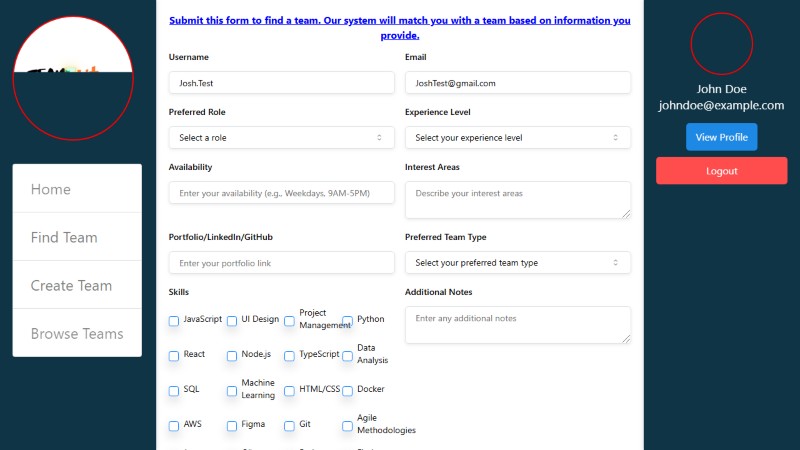 Home
Find Team
Create Team
Browse Teams
Submit this form to find a team. Our system will match you with a team based on information you
provide.
Username
Email
Josh.Test
JoshTest@gmail.com
Preferred Role
Experience Level
Select a role
Select your experience level
Availability
Interest Areas
Enter your availability (e.g., Weekdays, 9AM-5PM)
Describe your interest areas
Portfolio/LinkedIn/GitHub
Preferred Team Type
Enter your portfolio link
Select your preferred team type
Skills
Additional Notes
Enter any additional notes
JavaScript
UI Design
Project
Management
Python
React
Node.js
TypeScript
Data
Analysis
SQL
Machine
Learning
HTML/CSS
Docker
AWS
Figma
Git
Agile
Methodologies
John Doe
johndoe@example.com
View Profile
Logout